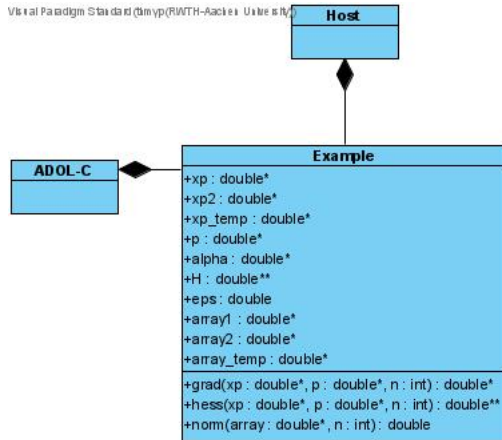 Visual Paradigm Standard(timyp(RWTH-Aachen University))
Host
ADOL-C
Example
+xp : double*
+xp2 : double*
+xp_temp : double*
+p : double*
+alpha : double*
+H : double**
+eps : double
+array1 : double*
+array2 : double*
+array_temp : double*
+grad(xp : double*, p : double*, n : int) : double*
+hess(xp : double*, p : double*, n : int) : double**
+norm(array : double*, n : int) : double